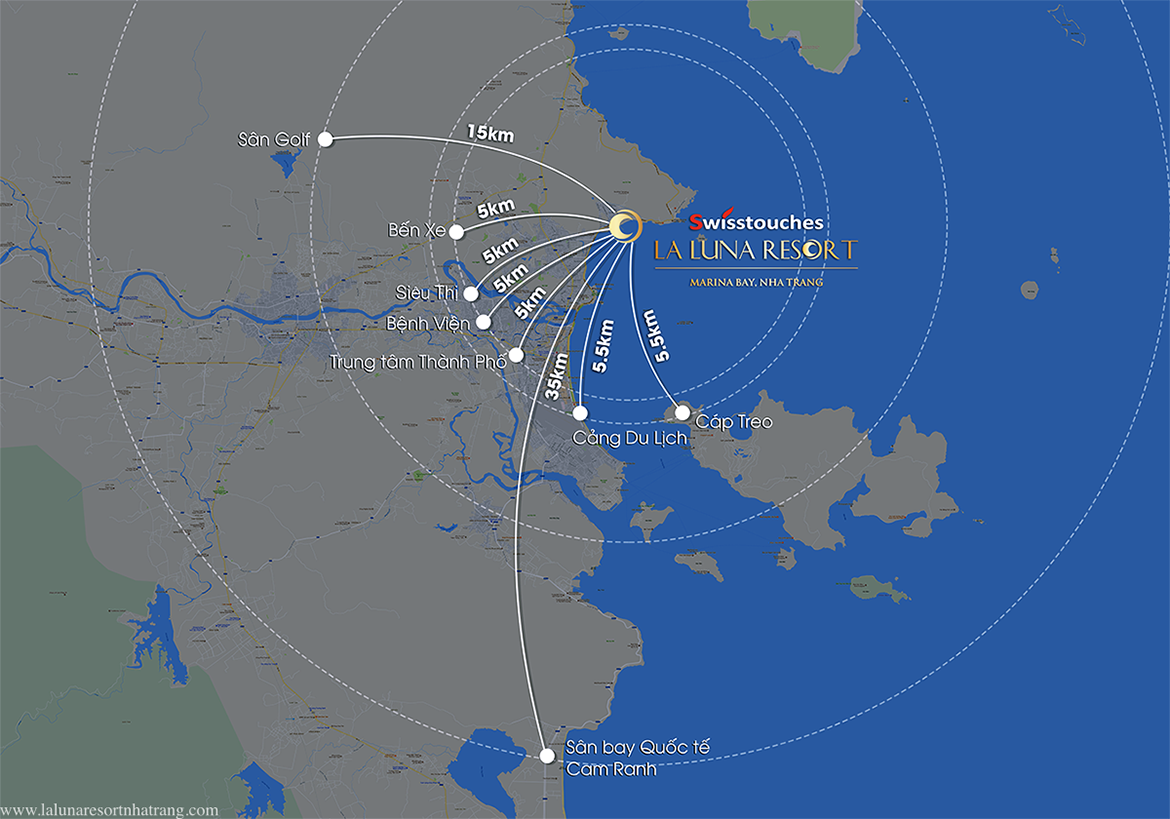 15km
Sân Golf
5km
Bến Xe
Swisstouches
LA LUNA RESORT
MARINA BAY, NHA TRANG
5km
Siêu Thị
5km
Bệnh Viện
5km
Trung tâm Thành Phố
35km
5.5km
5.5km
Cảng Du Lịch
Cáp Treo
Sân bay Quốc tế
Cam Ranh
www.lalunaresortnhatrang.com